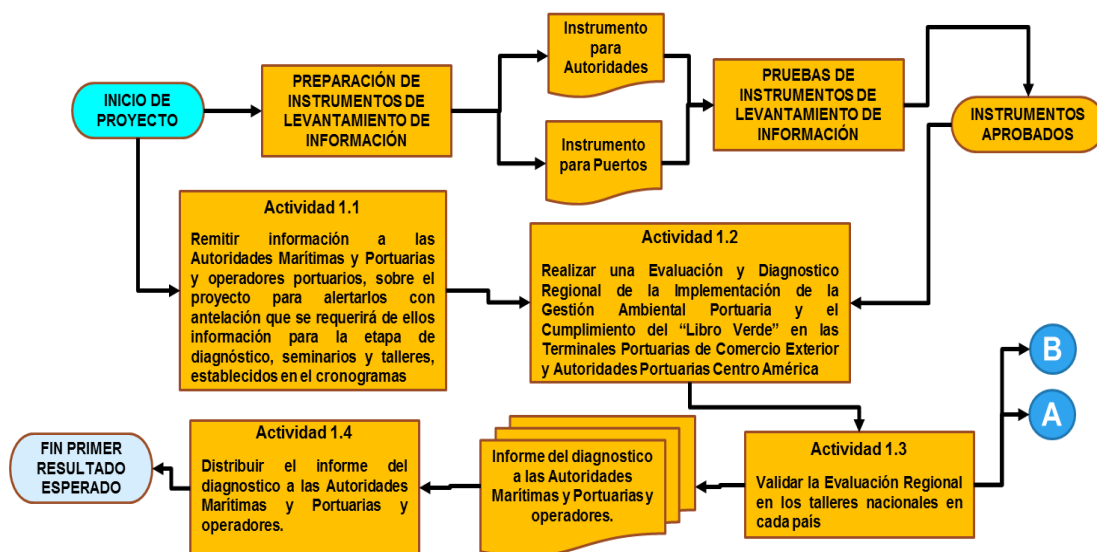 INICIO DE
PROYECTO
PREPARACIÓN DE
INSTRUMENTOS DE
LEVANTAMIENTO DE
INFORMACIÓN
Instrumento
para
Autoridades
Instrumento
para Puertos
PRUEBAS DE
INSTRUMENTOS DE
LEVANTAMIENTO DE
INFORMACIÓN
INSTRUMENTOS
APROBADOS
Actividad 1.1
Remitir información a las
Autoridades Marítimas y Portuarias
y operadores portuarios, sobre el
proyecto para alertarlos con
antelación que se requerirá de ellos
información para la etapa de
diagnóstico, seminarios y talleres,
establecidos en el cronogramas
Actividad 1.2
Realizar una Evaluación y Diagnostico
Regional de la Implementación de la
Gestión Ambiental Portuaria y el
Cumplimiento del “Libro Verde” en las
Terminales Portuarias de Comercio Exterior
y Autoridades Portuarias Centro América
B
A
Actividad 1.3
Validar la Evaluación Regional
en los talleres nacionales en
cada país
Informe del diagnostico
a las Autoridades
Marítimas y Portuarias y
operadores.
Actividad 1.4
Distribuir el informe del
diagnostico a las Autoridades
Marítimas y Portuarias y
operadores.
FIN PRIMER
RESULTADO
ESPERADO